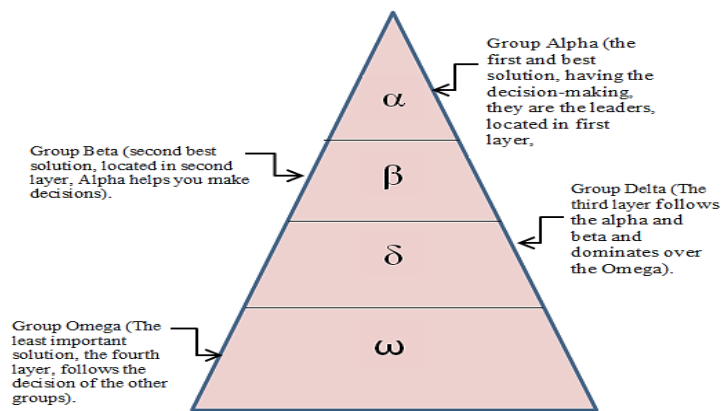 Group Alpha (the
first and best
solution, having the
decision-making,
they are the leaders,
located in first
layer,
α
Group Beta (second best
solution, located in second
layer, Alpha helps you make
decisions).
β
Group Delta (The
third layer follows
the alpha and
beta and
dominates over
the Omega).
δ
Group Omega (The
least important
solution, the fourth
layer, follows the
decision of the other
groups).
ω